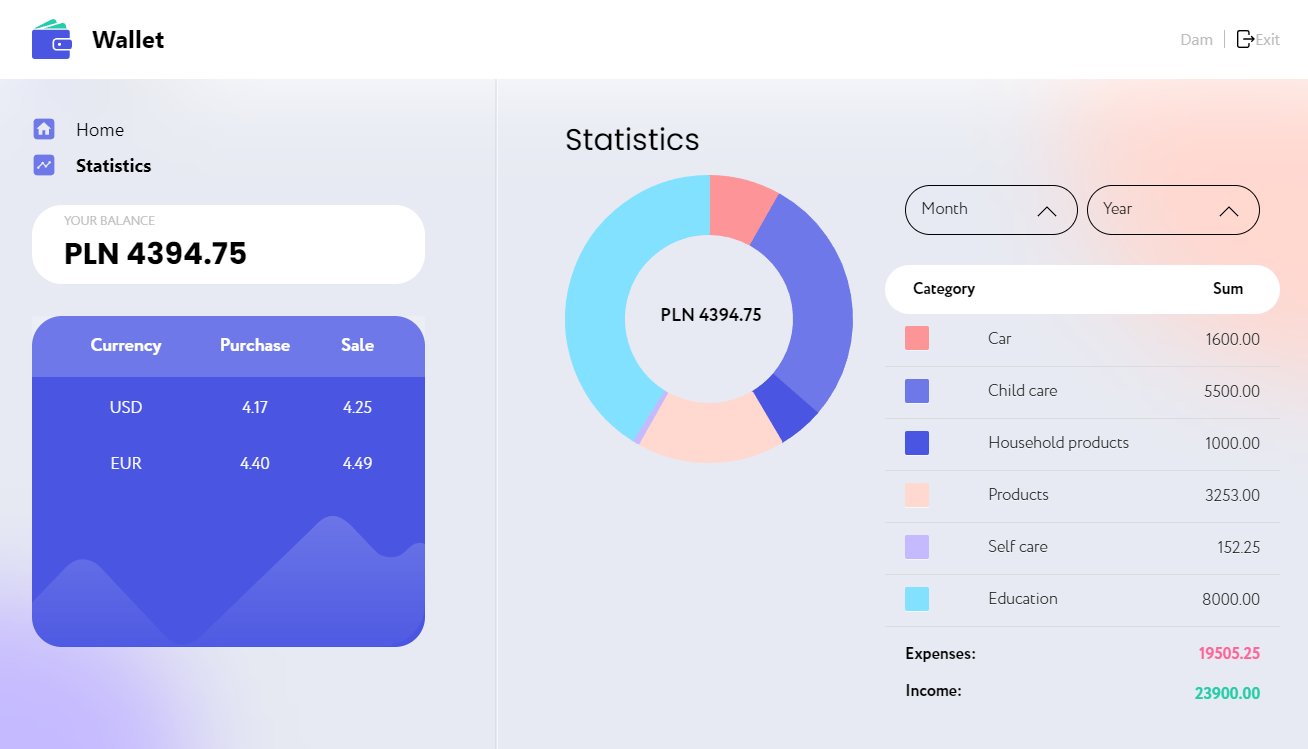 Wallet
Dam
Exit
Home
Statistics
YOUR BALANCE
PLN 4394.75
Currency Purchase Sale
USD 4.17 4.25
EUR 4.40 4.49
Statistics
PLN 4394.75
Month
Year
Category Sum
Car 1600.00
Child care 5500.00
Household products 1000.00
Products 3253.00
Self care 152.25
Education 8000.00
Expenses: 19505.25
Income: 23900.00